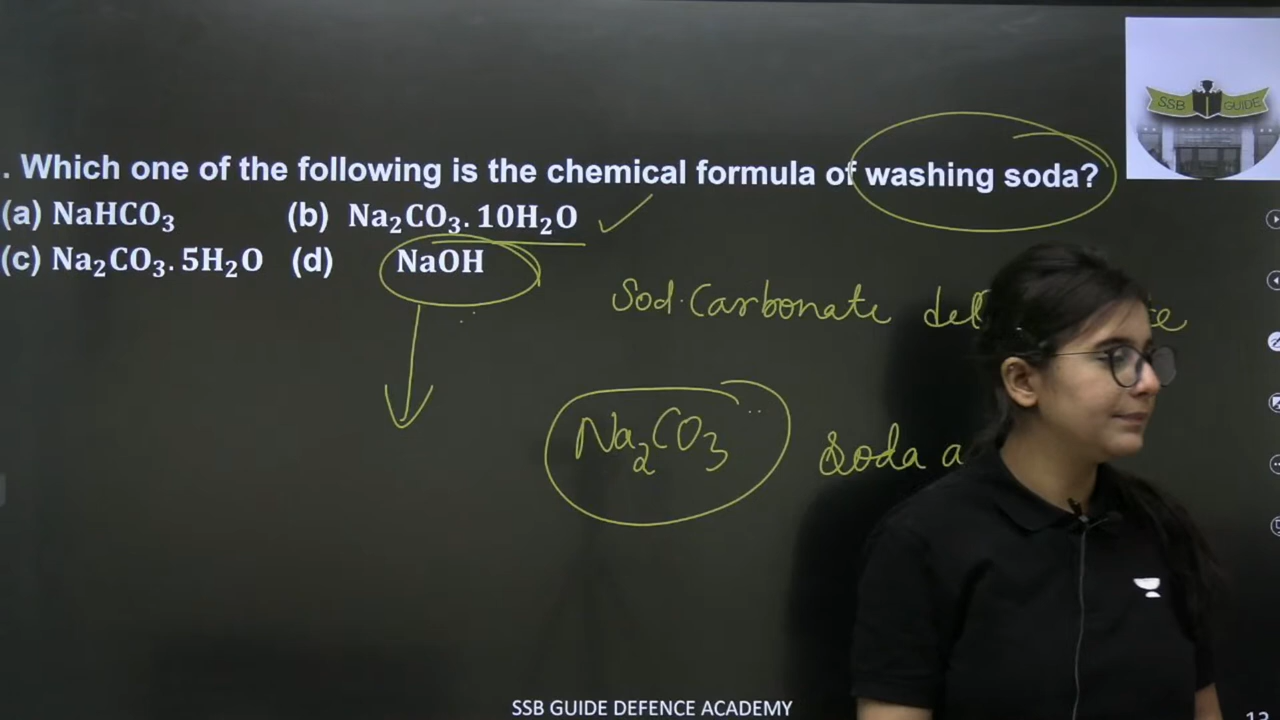 SSB GUIDE
. Which one of the following is the chemical formula of washing soda?
(a) NaHCO₃ (b) Na₂CO₃. 10H₂O
(c) Na₂CO₃. 5H₂O (d) NaOH
Sod. Carbonate
Na₂CO₃ soda
SSB GUIDE DEFENCE ACADEMY